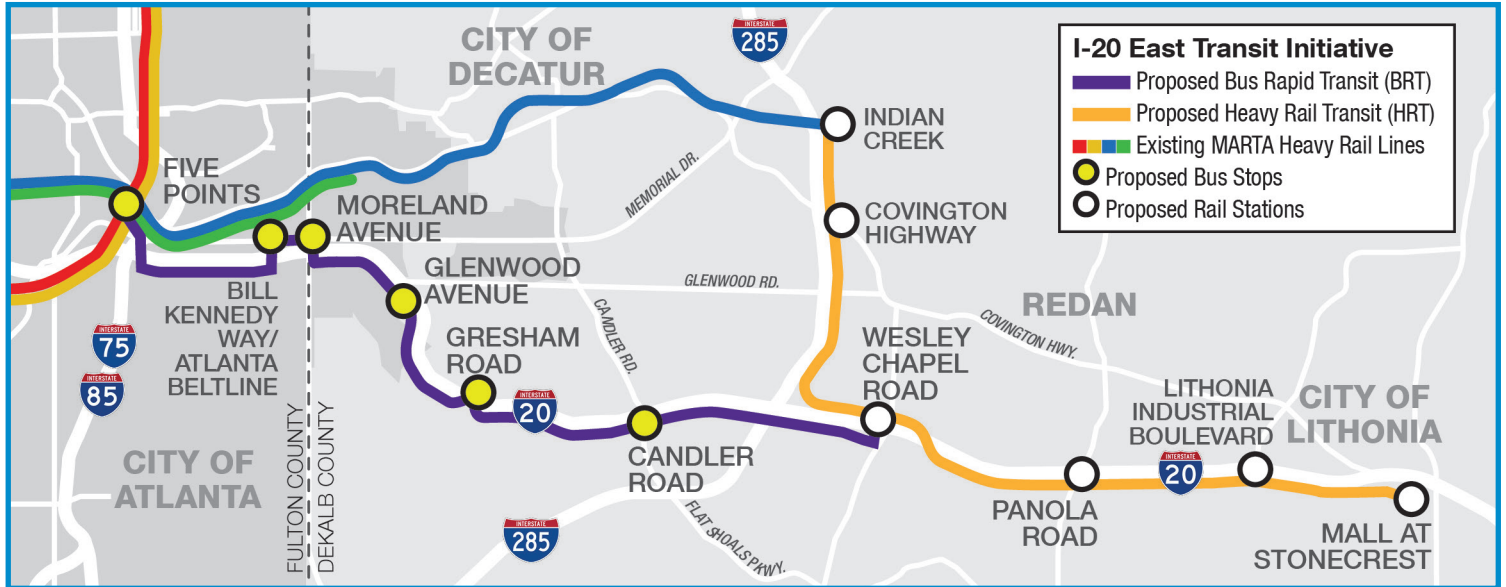 CITY OF
DECATUR
INTERSTATE
285
I-20 East Transit Initiative
Proposed Bus Rapid Transit (BRT)
Proposed Heavy Rail Transit (HRT)
Existing MARTA Heavy Rail Lines
Proposed Bus Stops
Proposed Rail Stations
INDIAN
CREEK
FIVE
POINTS
MORELAND
AVENUE
MEMORIAL DR.
COVINGTON
HIGHWAY
GLENWOOD
AVENUE
GLENWOOD RD.
BILL
KENNEDY
WAY/
ATLANTA
BELTLINE
GRESHAM
ROAD
CANDLER RD.
REDAN
COVINGTON HWY.
WESLEY
CHAPEL
ROAD
INTERSTATE
75
INTERSTATE
85
INTERSTATE
20
LITHONIA
INDUSTRIAL
BOULEVARD
CITY OF
LITHONIA
CITY OF
ATLANTA
FULTON COUNTY
DEKALB COUNTY
CANDLER
ROAD
INTERSTATE
285
FLAT SHOALS PKWY.
PANOLA
ROAD
INTERSTATE
20
MALL AT
STONECREST